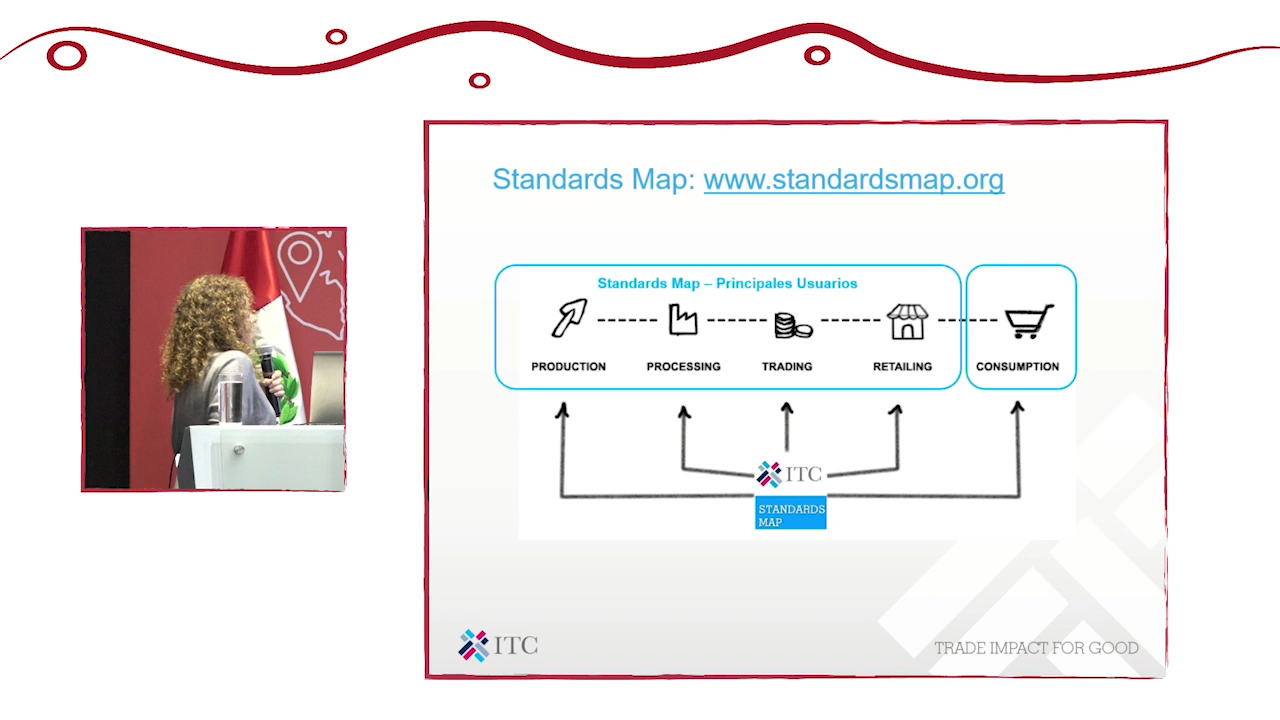 Standards Map: www.standardsmap.org
Standards Map – Principales Usuarios
PRODUCTION
PROCESSING
TRADING
RETAILING
CONSUMPTION
ITC
STANDARDS
MAP
ITC
TRADE IMPACT FOR GOOD